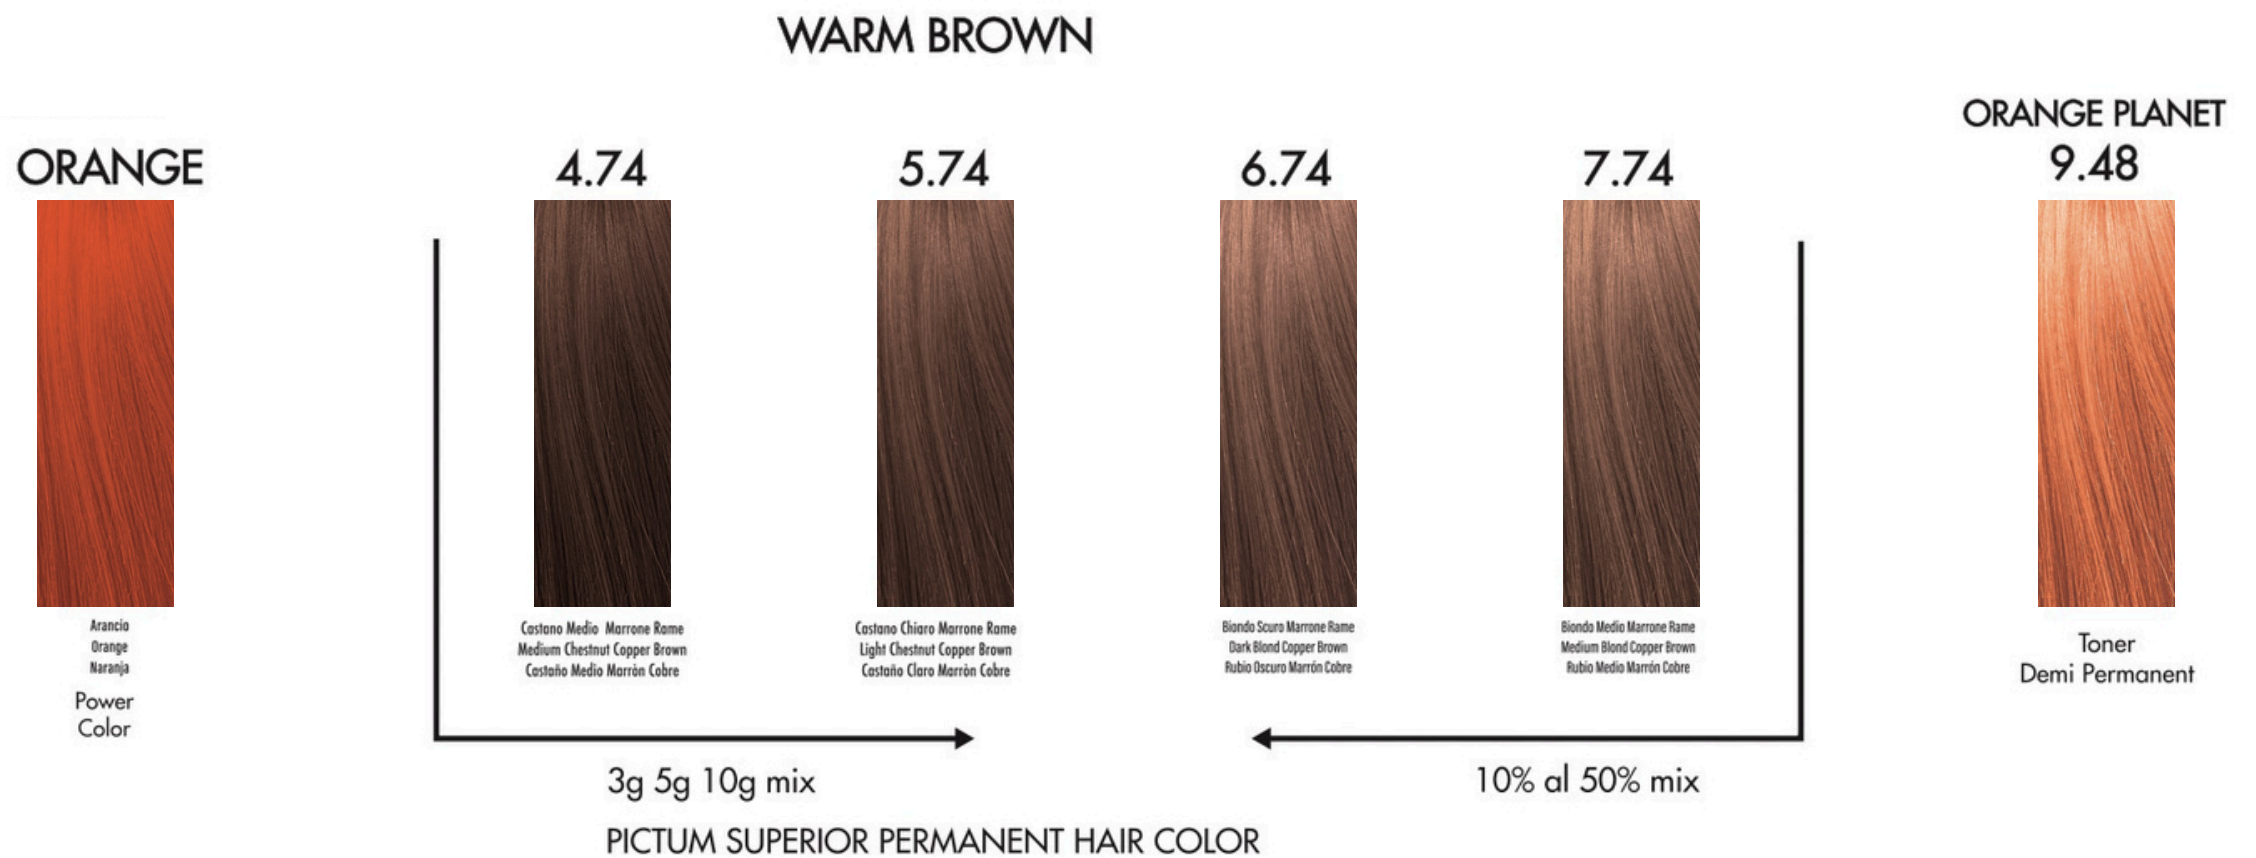 WARM BROWN
ORANGE
4.74
5.74
6.74
7.74
ORANGE PLANET
9.48
Arancio
Orange
Naranja
Power
Color
Castano Medio Marrone Rame
Medium Chestnut Copper Brown
Castaño Medio Marròn Cobre
Castano Chiaro Marrone Rame
Light Chestnut Copper Brown
Castaño Claro Marròn Cobre
Biondo Scuro Marrone Rame
Dark Blond Copper Brown
Rubio Oscuro Marrón Cobre
Biondo Medio Marrone Rame
Medium Blond Copper Brown
Rubio Medio Marrón Cobre
Toner
Demi Permanent
3g 5g 10g mix
10% al 50% mix
PICTUM SUPERIOR PERMANENT HAIR COLOR